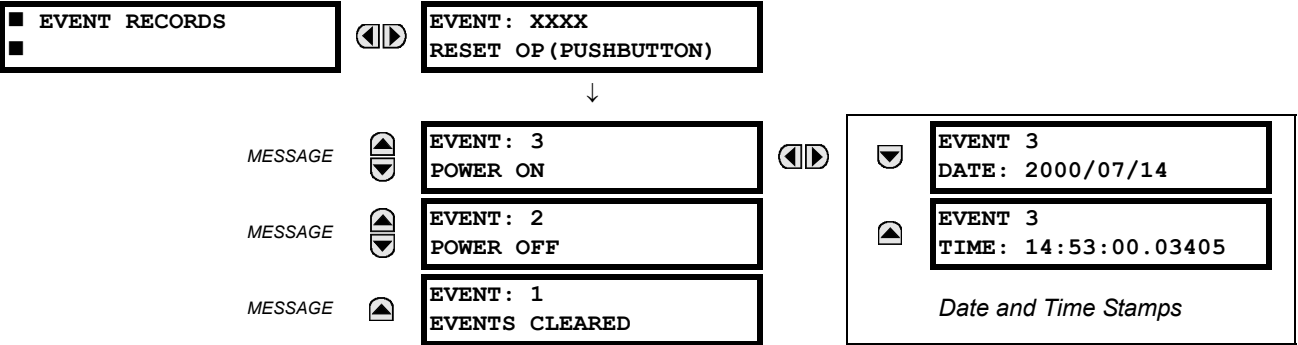 ■ EVENT RECORDS
■
EVENT: XXXX
RESET OP(PUSHBUTTON)
↓
MESSAGE
EVENT: 3
POWER ON
EVENT 3
DATE: 2000/07/14
MESSAGE
EVENT: 2
POWER OFF
EVENT 3
TIME: 14:53:00.03405
MESSAGE
EVENT: 1
EVENTS CLEARED
Date and Time Stamps